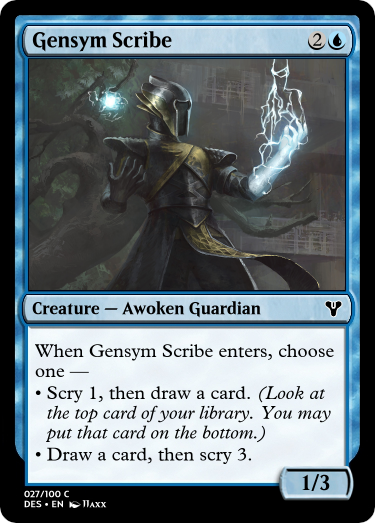 Gensym Scribe 2
Creature — Awoken Guardian
When Gensym Scribe enters, choose
one —
• Scry 1, then draw a card. (Look at
the top card of your library. You may
put that card on the bottom.)
• Draw a card, then scry 3.
1/3
027/100 C
DES • EN Haxx